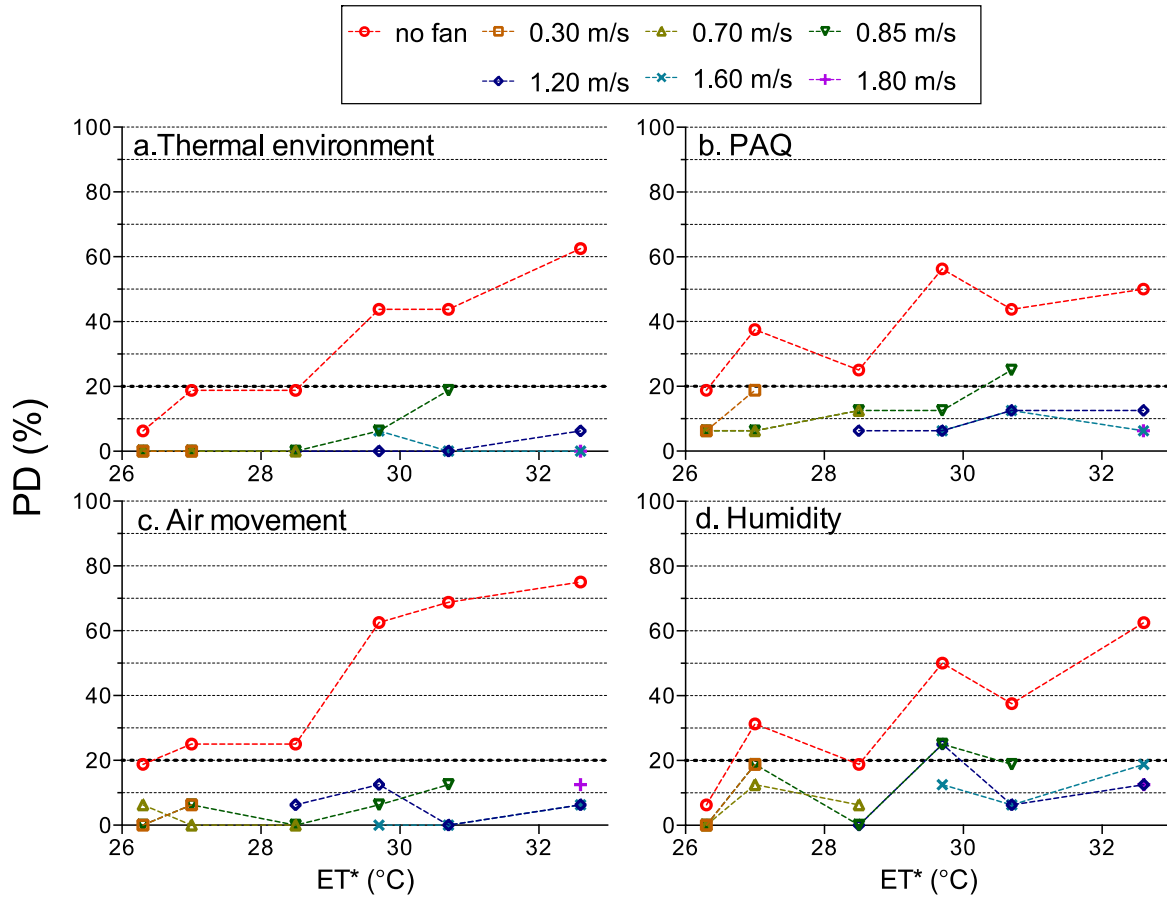 no fan 0.30 m/s 0.70 m/s 0.85 m/s
1.20 m/s 1.60 m/s 1.80 m/s
PD (%)
a.Thermal environment
100
80
60
40
20
0
26 28 30 32
b. PAQ
100
80
60
40
20
0
26 28 30 32
c. Air movement
100
80
60
40
20
0
26 28 30 32
ET* (°C)
d. Humidity
100
80
60
40
20
0
26 28 30 32
ET* (°C)